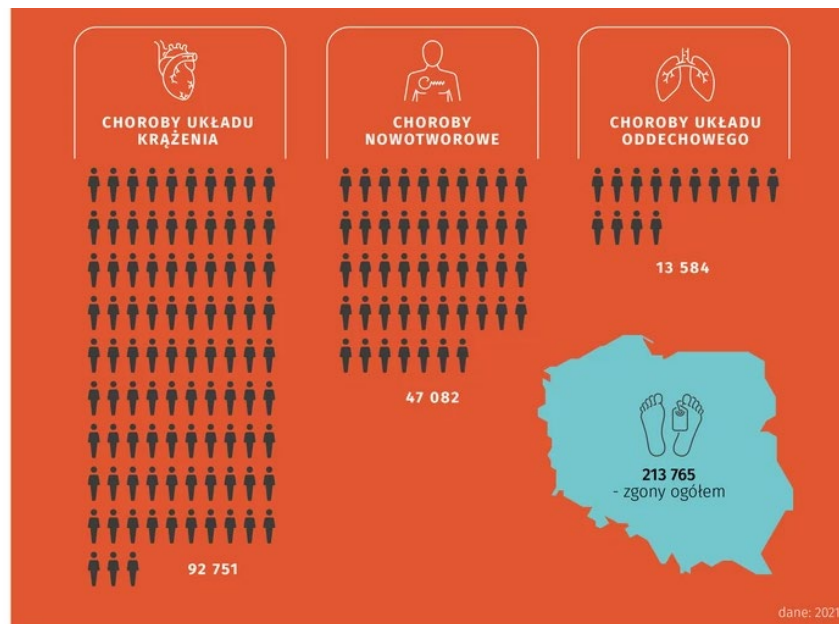 CHOROBY UKŁADU
KRĄŻENIA
92 751
CHOROBY
NOWOTWOROWE
47 082
CHOROBY UKŁADU
ODDECHOWEGO
13 584
213 765
- zgony ogółem
dane: 2021